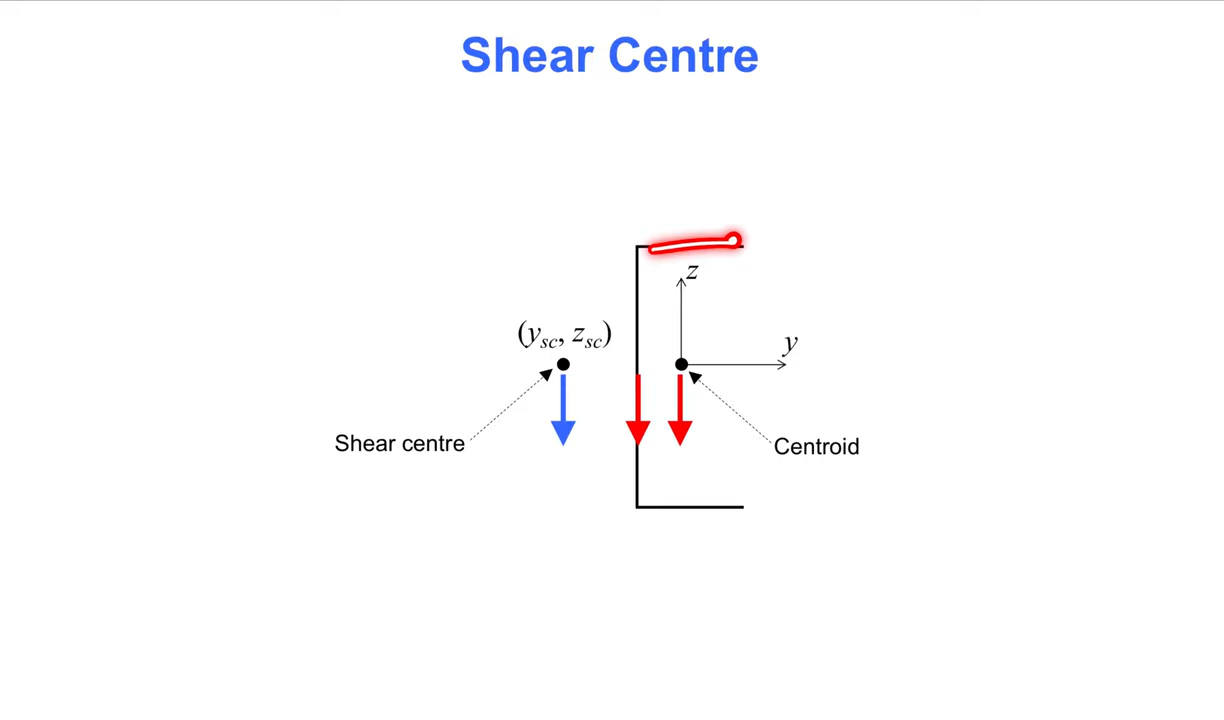 Shear Centre
z
(y_sc, z_sc)
y
Shear centre
Centroid